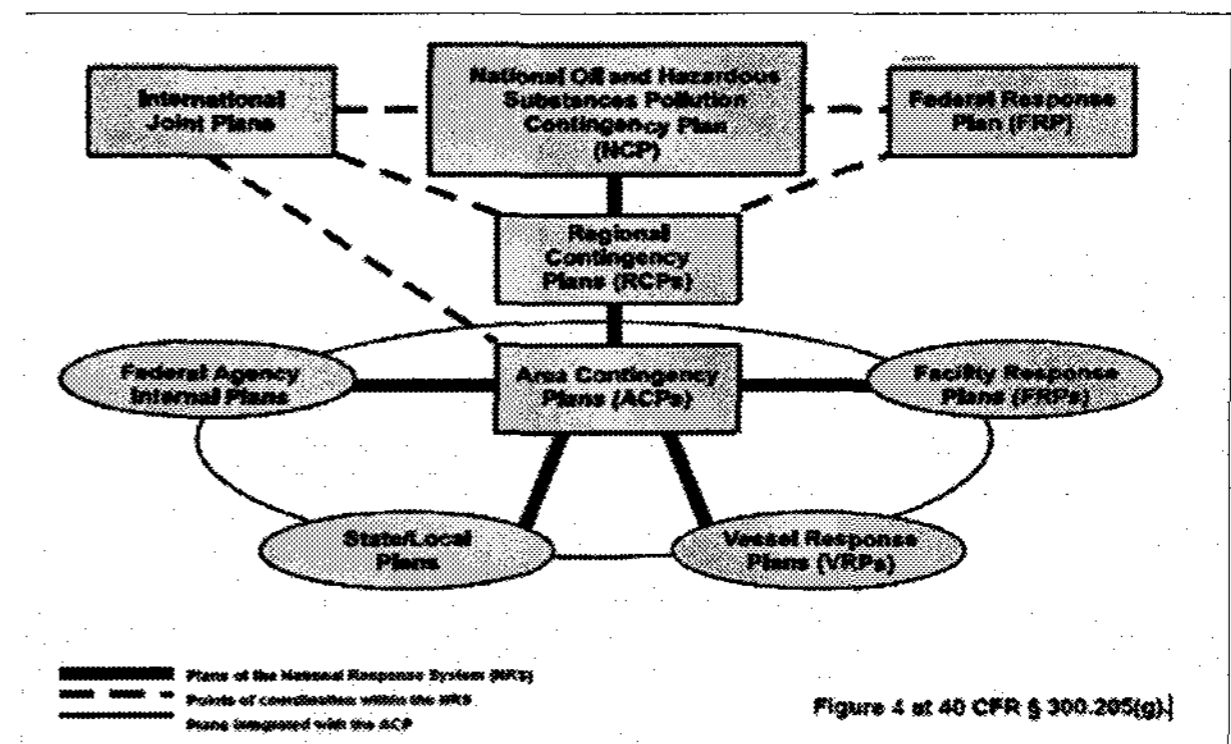 International
Joint Plans
National Oil and Hazardous
Substances Pollution
Contingency Plan
(NCP)
Federal Response
Plan (FRP)
Regional
Contingency
Plans (RCPs)
Federal Agency
Internal Plans
Area Contingency
Plans (ACPs)
Facility Response
Plans (FRPs)
State/Local
Plans
Vessel Response
Plans (VRPs)
Plans of the National Response System (NRS)
Points of coordination within the NRS
Plans integrated with the ACP
Figure 4 at 40 CFR § 300.205(g).